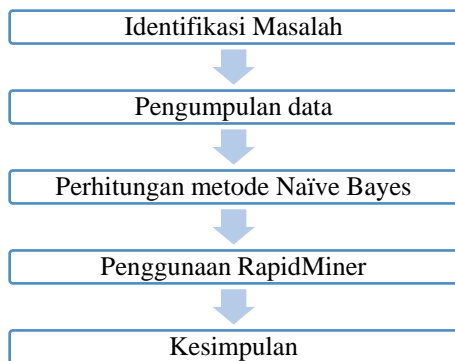 Identifikasi Masalah
Pengumpulan data
Perhitungan metode Naïve Bayes
Penggunaan RapidMiner
Kesimpulan